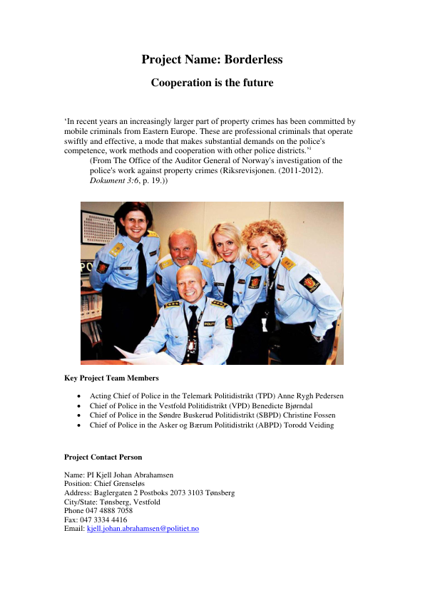 Project Name: Borderless
Cooperation is the future
‘In recent years an increasingly larger part of property crimes has been committed by
mobile criminals from Eastern Europe. These are professional criminals that operate
swiftly and effective, a mode that makes substantial demands on the police's
competence, work methods and cooperation with other police districts.’i
(From The Office of the Auditor General of Norway's investigation of the
police's work against property crimes (Riksrevisjonen. (2011-2012).
Dokument 3:6, p. 19.))
PO
Key Project Team Members
• Acting Chief of Police in the Telemark Politidistrikt (TPD) Anne Rygh Pedersen
• Chief of Police in the Vestfold Politidistrikt (VPD) Benedicte Bjørndal
• Chief of Police in the Søndre Buskerud Politidistrikt (SBPD) Christine Fossen
• Chief of Police in the Asker og Bærum Politidistrikt (ABPD) Torodd Veiding
Project Contact Person
Name: PI Kjell Johan Abrahamsen
Position: Chief Grenseløs
Address: Baglergaten 2 Postboks 2073 3103 Tønsberg
City/State: Tønsberg, Vestfold
Phone 047 4888 7058
Fax: 047 3334 4416
Email: kjell.johan.abrahamsen@politiet.no